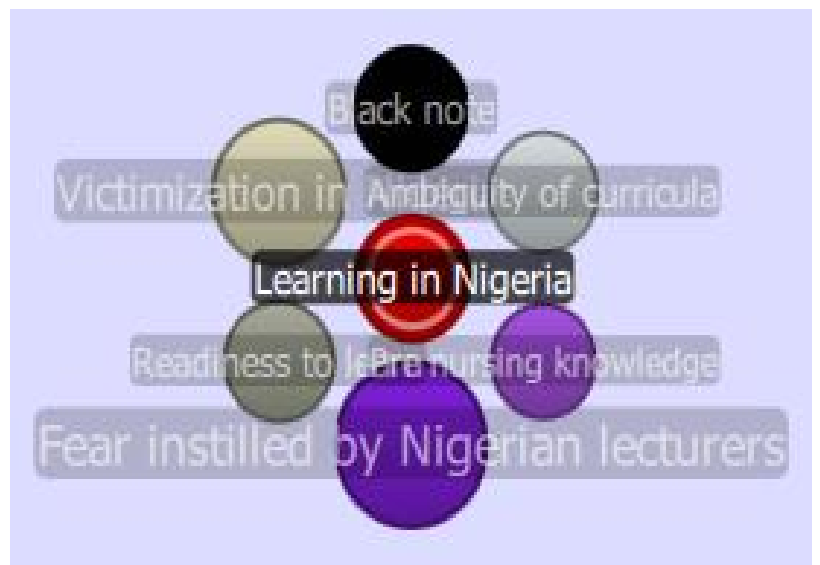 Black note
Victimization in
Ambiguity of curricula
Learning in Nigeria
Readiness to
Pre nursing knowledge
Fear instilled by Nigerian lecturers